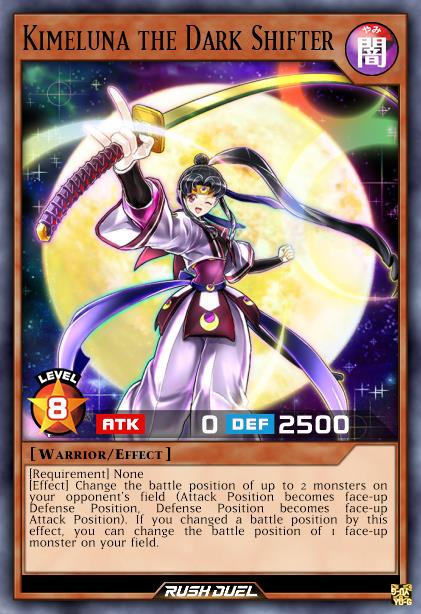 Kimeluna the Dark Shifter
やみ
闇
LEVEL
8
ATK 0 DEF 2500
[Warrior/Effect]
[Requirement] None
[Effect] Change the battle position of up to 2 monsters on
your opponent's field (Attack Position becomes face-up
Defense Position, Defense Position becomes face-up
Attack Position). If you changed a battle position by this
effect, you can change the battle position of 1 face-up
monster on your field.
RUSH DUEL